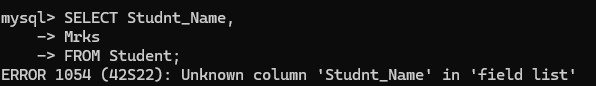 mysql> SELECT Studnt_Name,
    -> Mrks
    -> FROM Student;
ERROR 1054 (42S22): Unknown column 'Studnt_Name' in 'field list'